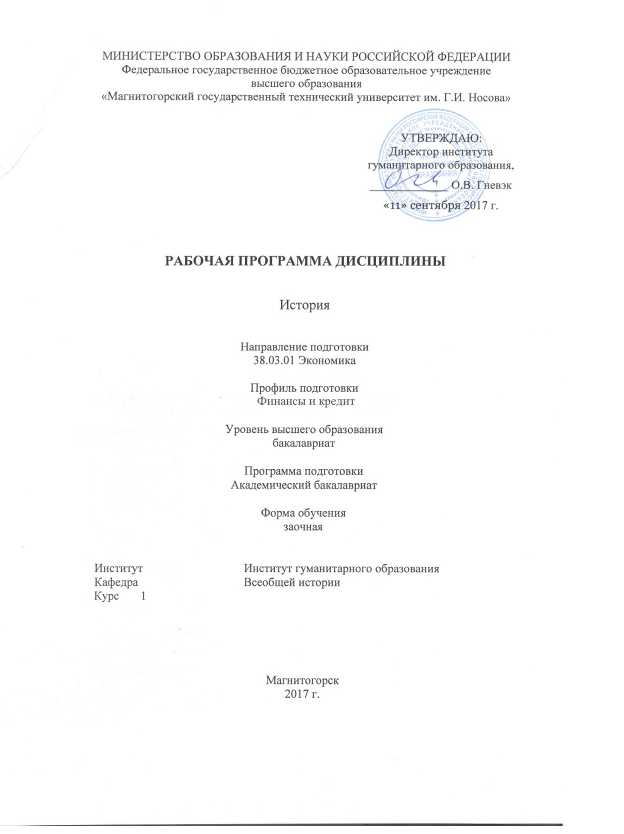 МИНИСТЕРСТВО ОБРАЗОВАНИЯ И НАУКИ РОССИЙСКОЙ ФЕДЕРАЦИИ
Федеральное государственное бюджетное образовательное учреждение
высшего образования
«Магнитогорский государственный технический университет им. Г.И. Носова»
УТВЕРЖДАЮ:
Директор института
гуманитарного образования,
О.В. Гневэк
«11» сентября 2017 г.
РАБОЧАЯ ПРОГРАММА ДИСЦИПЛИНЫ
История
Направление подготовки
38.03.01 Экономика
Профиль подготовки
Финансы и кредит
Уровень высшего образования
бакалавриат
Программа подготовки
Академический бакалавриат
Форма обучения
заочная
Институт Институт гуманитарного образования
Кафедра Всеобщей истории
Курс 1
Магнитогорск
2017 г.